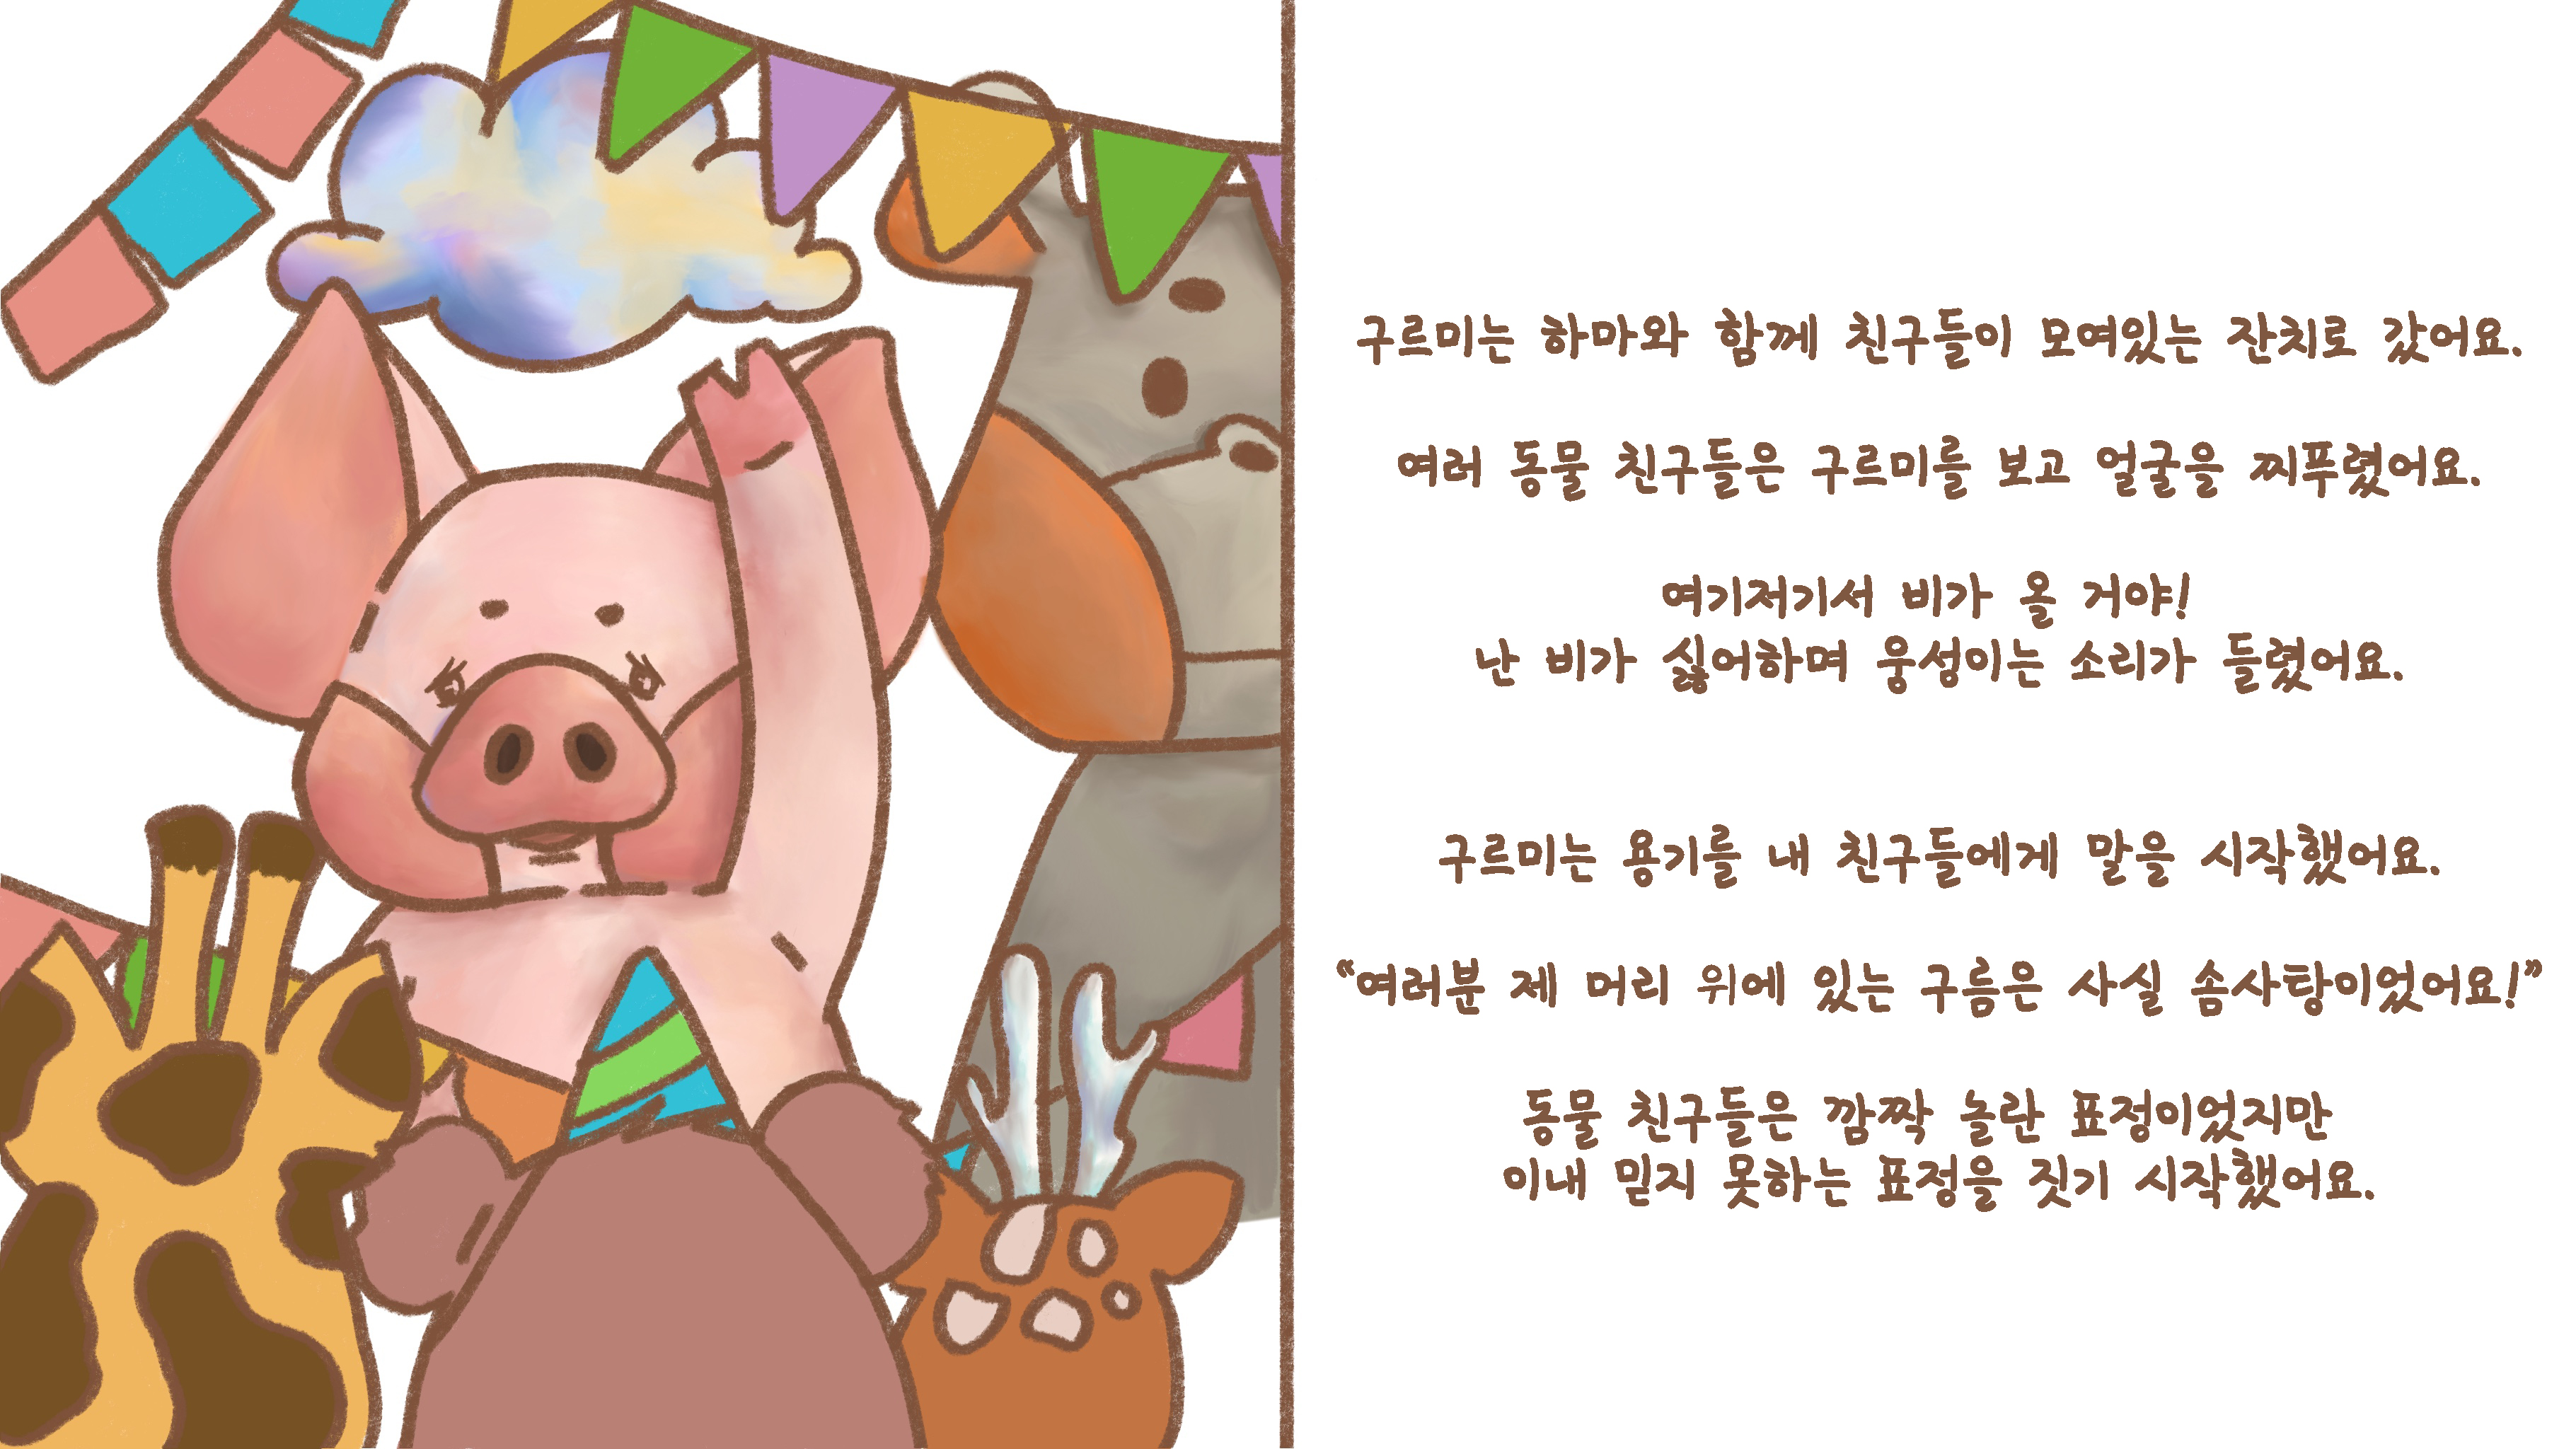 구르미는 하마와 함께 친구들이 모여있는 잔치로 갔어요.
여러 동물 친구들은 구르미를 보고 얼굴을 찌푸렸어요.
여기저기서 비가 올 거야!
난 비가 싫어하며 웅성이는 소리가 들렸어요.
구르미는 용기를 내 친구들에게 말을 시작했어요.
“여러분 제 머리 위에 있는 구름은 사실 솜사탕이었어요!”
동물 친구들은 깜짝 놀란 표정이었지만
이내 믿지 못하는 표정을 짓기 시작했어요.